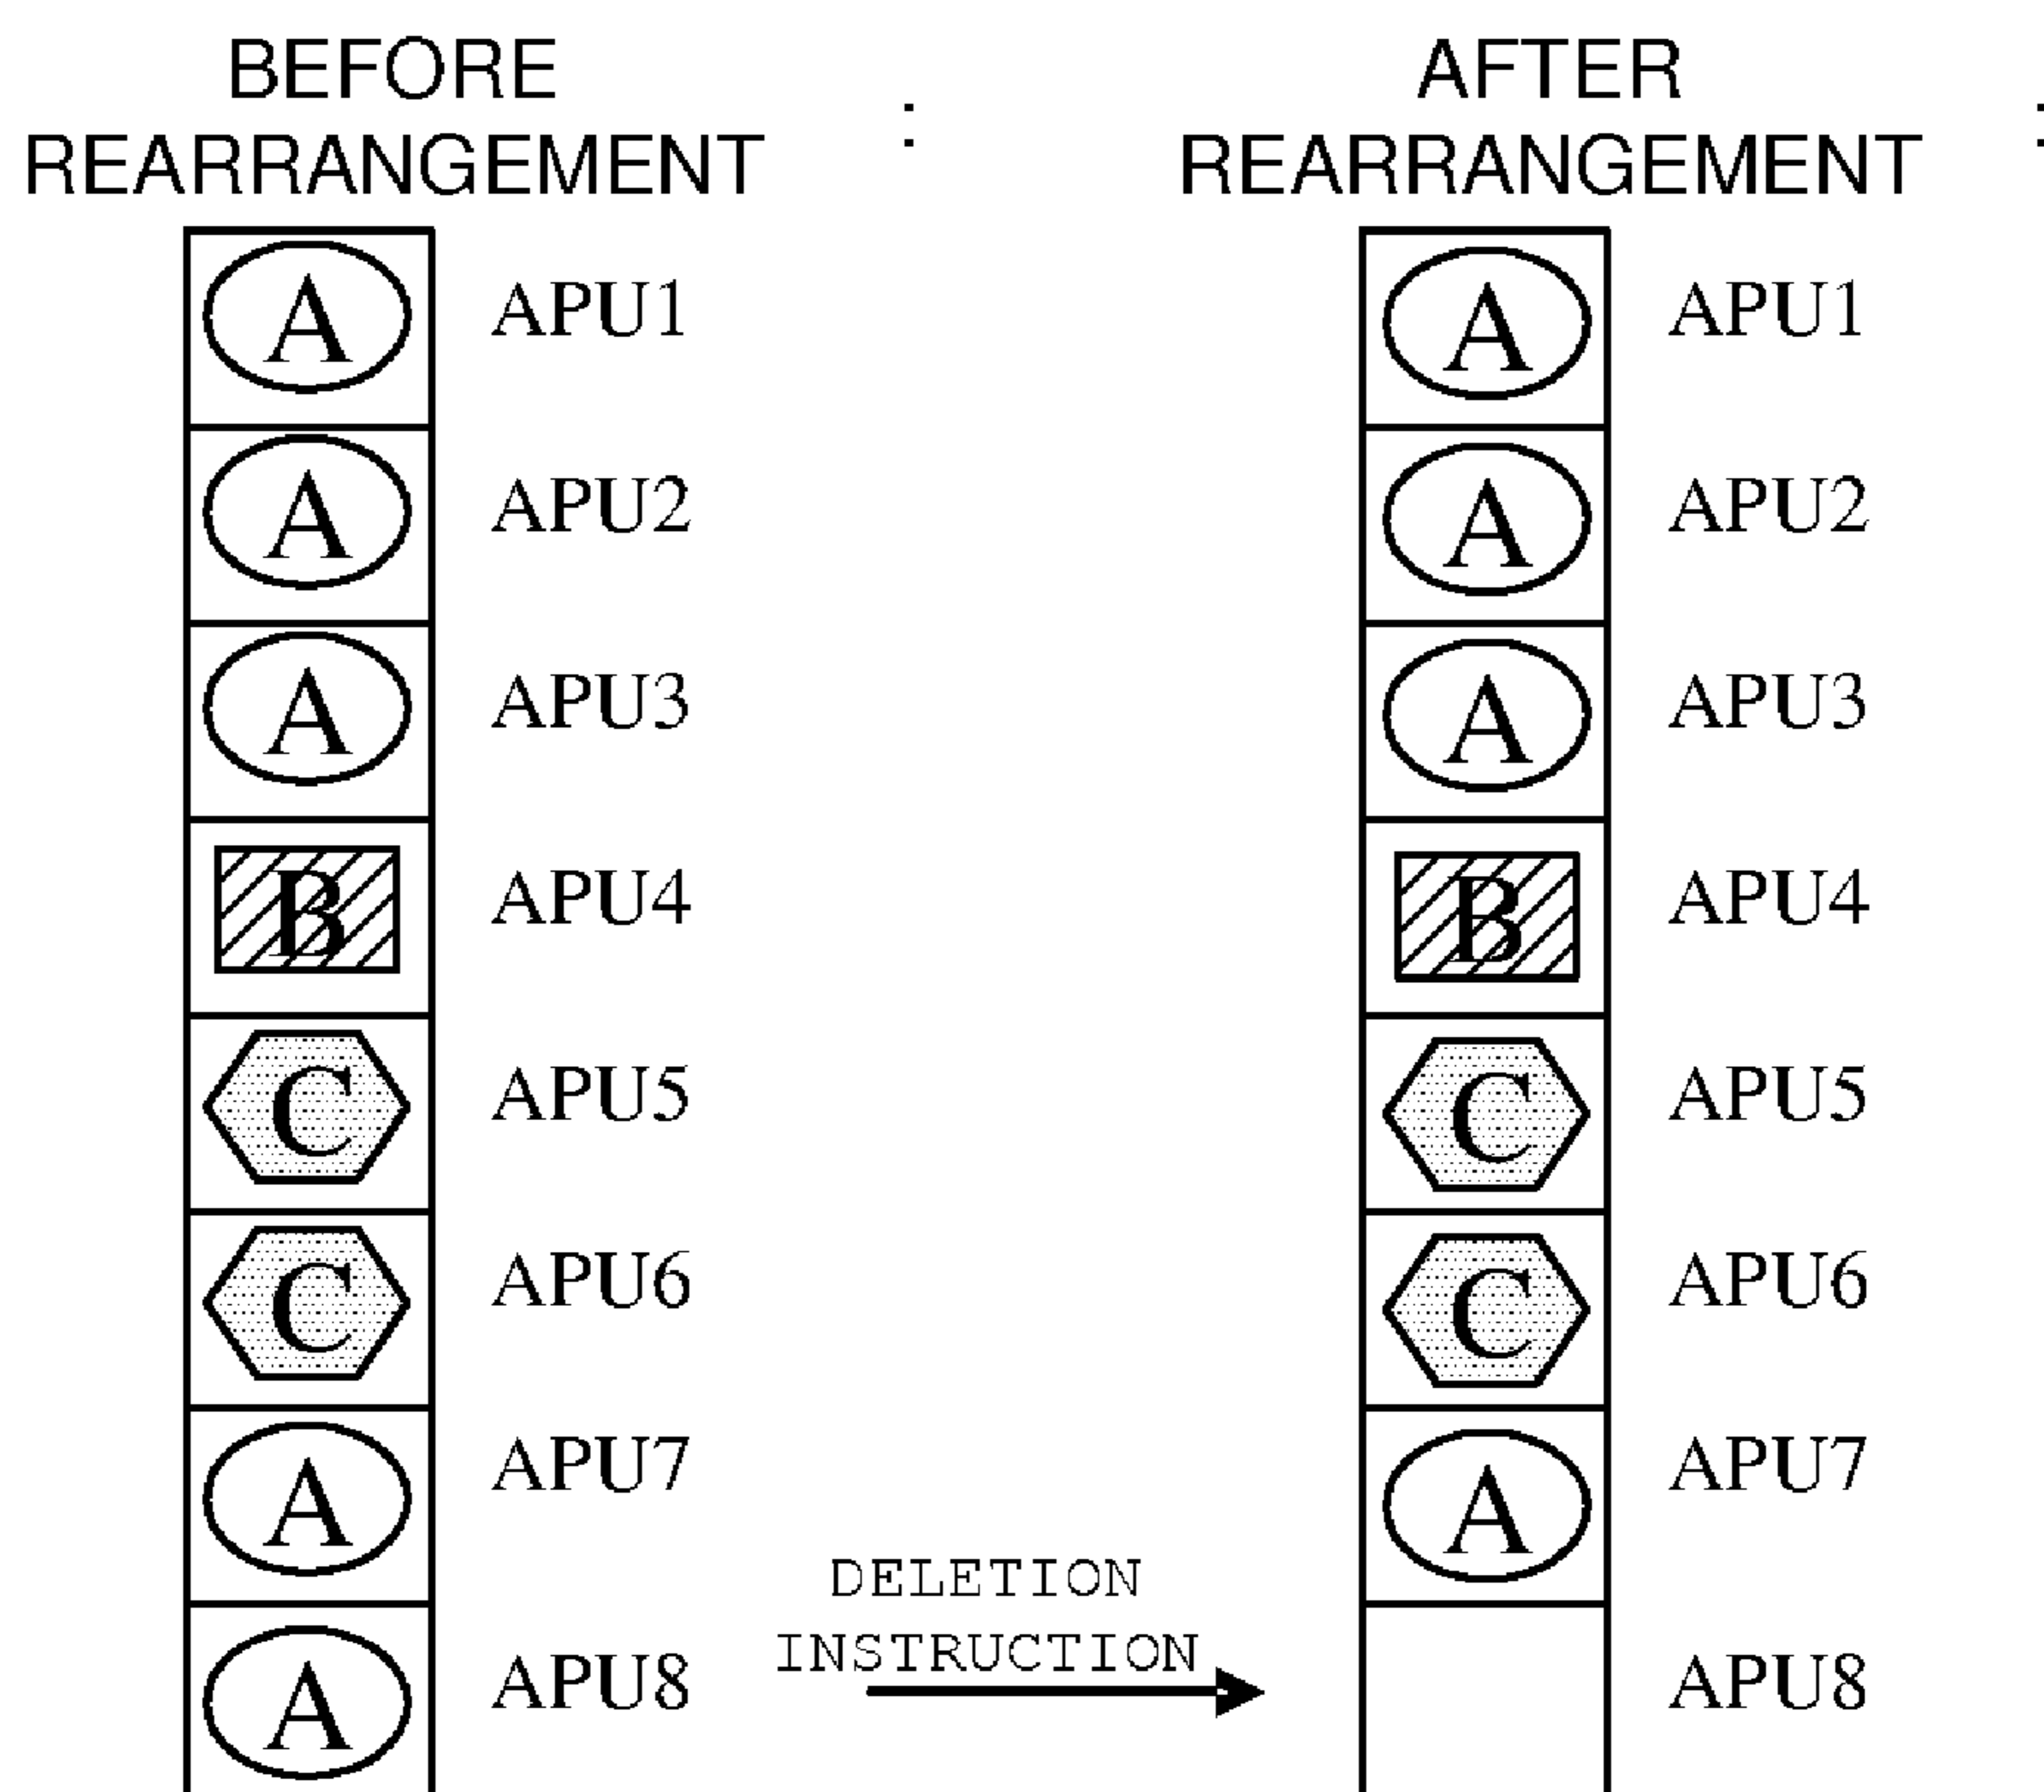 BEFORE
REARRANGEMENT :
A APU1
A APU2
A APU3
B APU4
C APU5
C APU6
A APU7
A APU8
DELETION
INSTRUCTION
AFTER
REARRANGEMENT :
A APU1
A APU2
A APU3
B APU4
C APU5
C APU6
A APU7
APU8